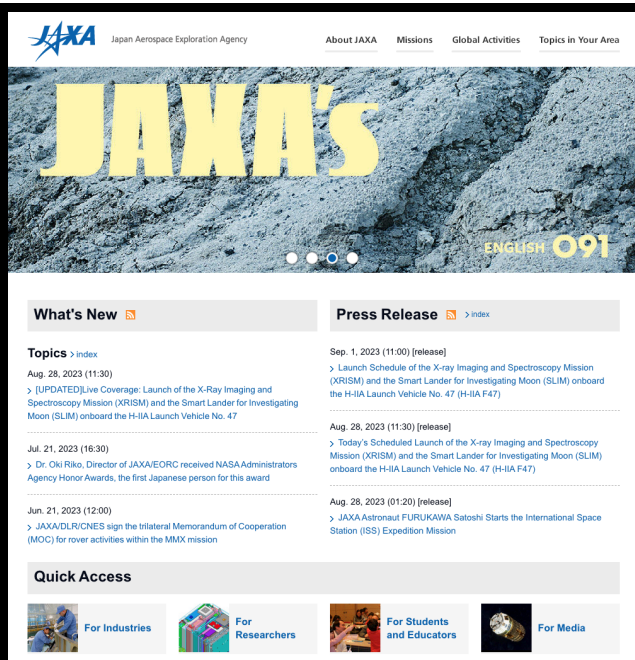 JAXA Japan Aerospace Exploration Agency
About JAXA Missions Global Activities Topics in Your Area
JAXA's
ENGLISH 091
What's New
Topics > index
Aug. 28, 2023 (11:30)
> [UPDATED]Live Coverage: Launch of the X-Ray Imaging and
Spectroscopy Mission (XRISM) and the Smart Lander for Investigating
Moon (SLIM) onboard the H-IIA Launch Vehicle No. 47
Jul. 21, 2023 (16:30)
> Dr. Oki Riko, Director of JAXA/EORC received NASA Administrators
Agency Honor Awards, the first Japanese person for this award
Jun. 21, 2023 (12:00)
> JAXA/DLR/CNES sign the trilateral Memorandum of Cooperation
(MOC) for rover activities within the MMX mission
Press Release > index
Sep. 1, 2023 (11:00) [release]
> Launch Schedule of the X-ray Imaging and Spectroscopy Mission
(XRISM) and the Smart Lander for Investigating Moon (SLIM) onboard
the H-IIA Launch Vehicle No. 47 (H-IIA F47)
Aug. 28, 2023 (11:30) [release]
> Today's Scheduled Launch of the X-ray Imaging and Spectroscopy
Mission (XRISM) and the Smart Lander for Investigating Moon (SLIM)
onboard the H-IIA Launch Vehicle No. 47 (H-IIA F47)
Aug. 28, 2023 (01:20) [release]
> JAXA Astronaut FURUKAWA Satoshi Starts the International Space
Station (ISS) Expedition Mission
Quick Access
For Industries
For
Researchers
For Students
and Educators
For Media